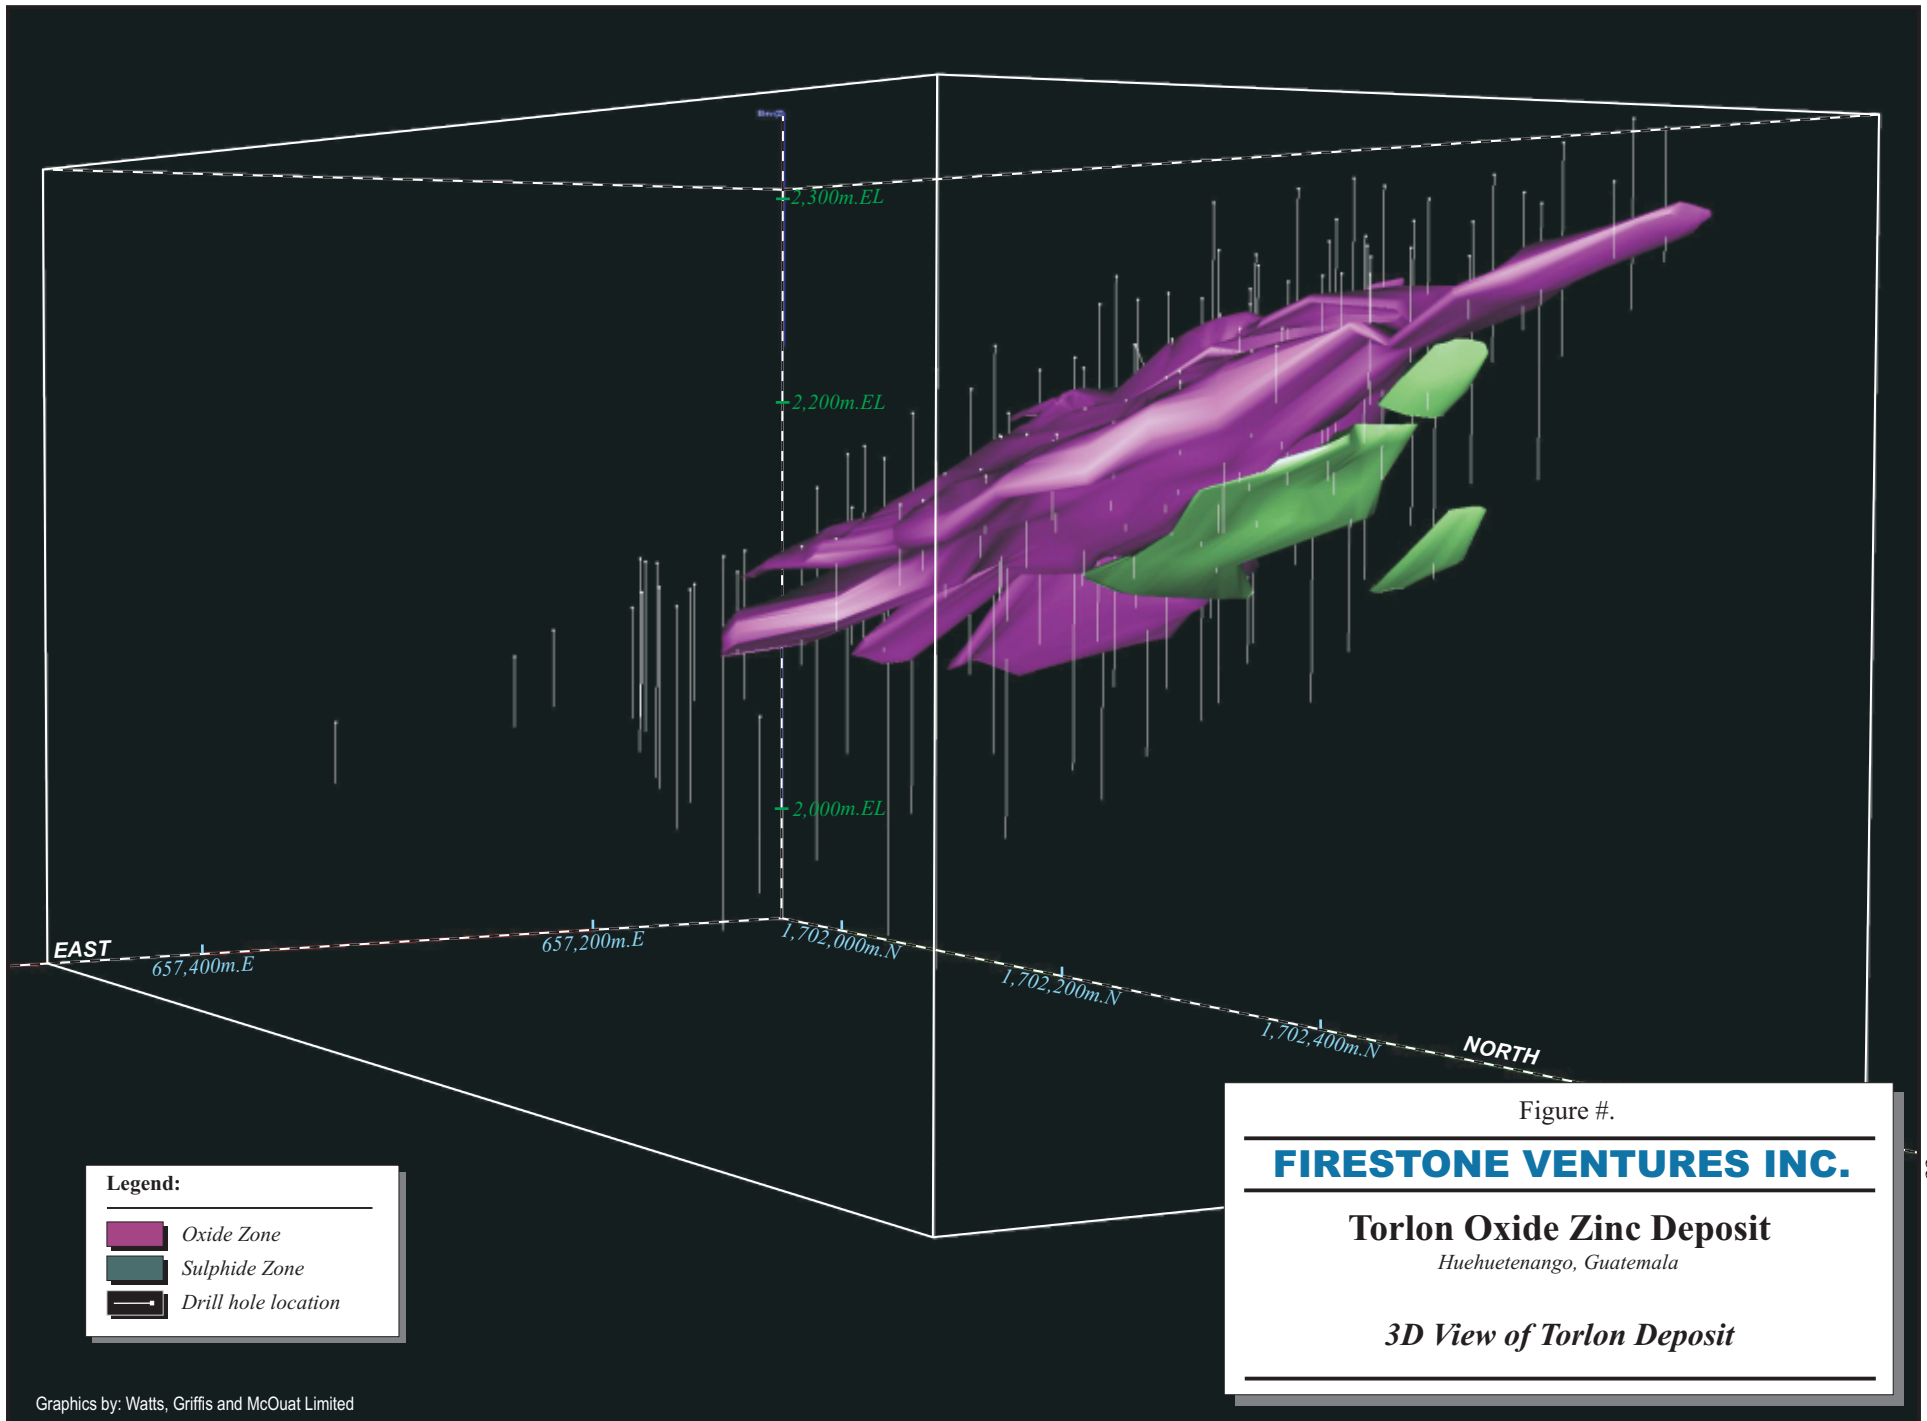 2,300m.EL
2,200m.EL
2,000m.EL
EAST
657,400m.E
657,200m.E
1,702,000m.N
1,702,200m.N
1,702,400m.N
NORTH
Figure #.
FIRESTONE VENTURES INC.
Torlon Oxide Zinc Deposit
Huehuetenango, Guatemala
3D View of Torlon Deposit
Legend:
Oxide Zone
Sulphide Zone
Drill hole location
Graphics by: Watts, Griffis and McOuat Limited